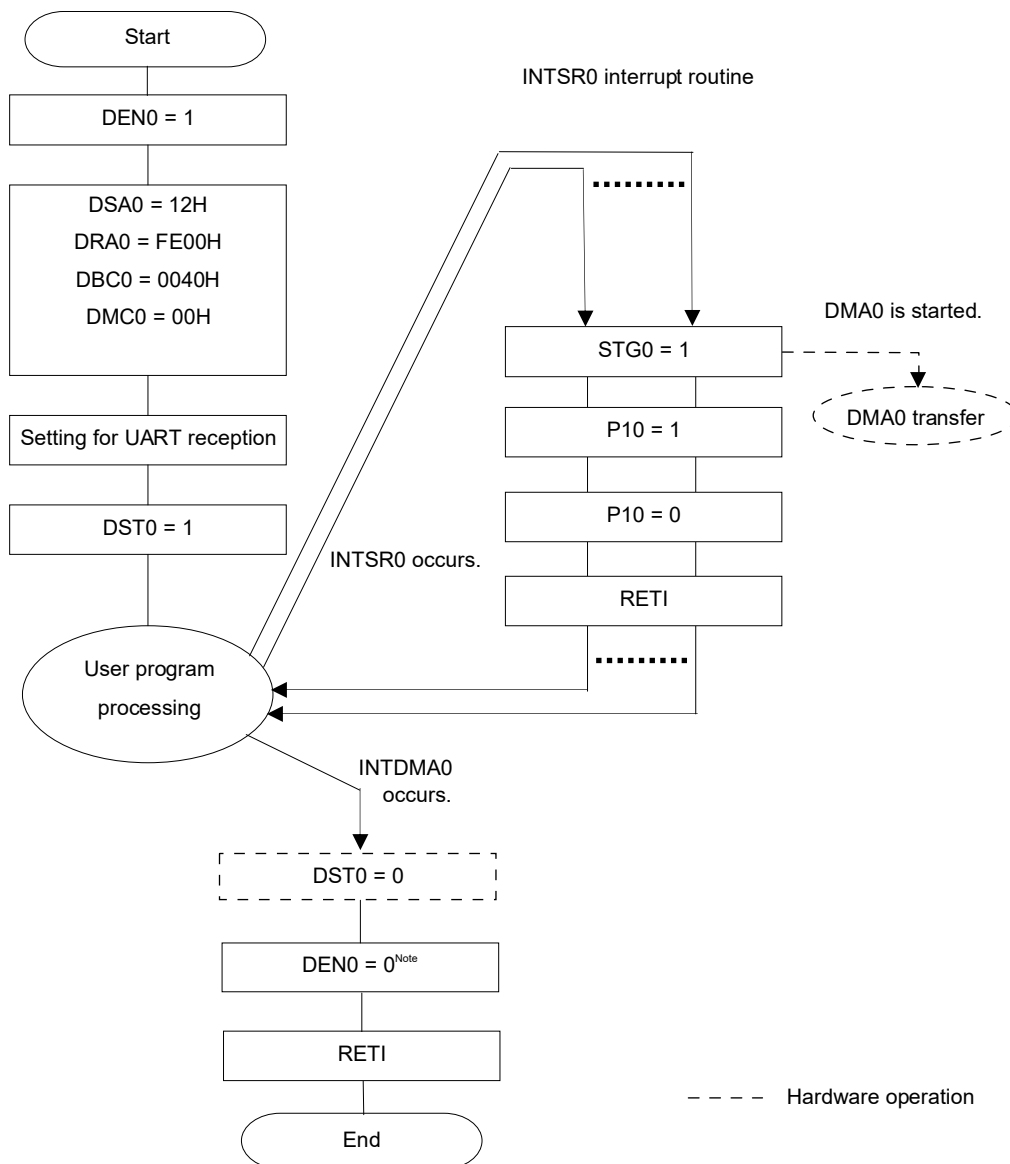 Start
DEN0 = 1
DSA0 = 12H
DRA0 = FE00H
DBC0 = 0040H
DMC0 = 00H
Setting for UART reception
DST0 = 1
User program
processing
INTSR0 occurs.
INTSR0 interrupt routine
STG0 = 1
P10 = 1
P10 = 0
RETI
DMA0 is started.
DMA0 transfer
INTDMA0
occurs.
DST0 = 0
DEN0 = 0Note
RETI
End
Hardware operation